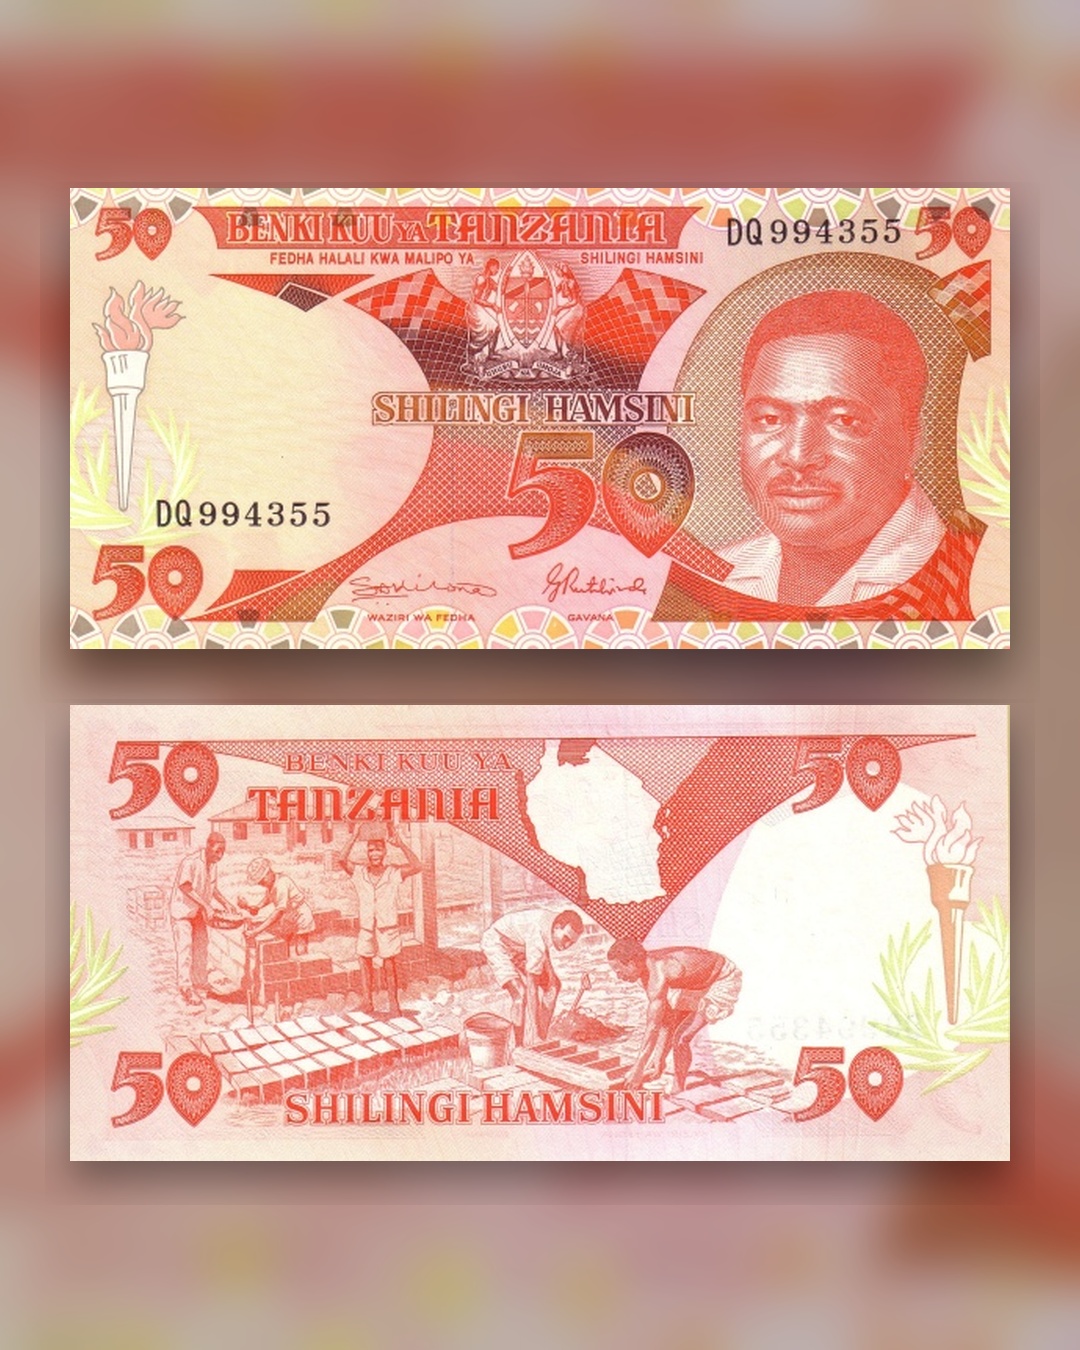 50 BENKI KUU YA TANZANIA DQ994355 50
FEDHA HALALI KWA MALIPO YA SHILINGI HAMSINI
SHILINGI HAMSINI
50
DQ994355
50
WAZIRI WA FEDHA GAVANA
50 BENKI KUU YA 50
TANZANIA
50 SHILINGI HAMSINI 50